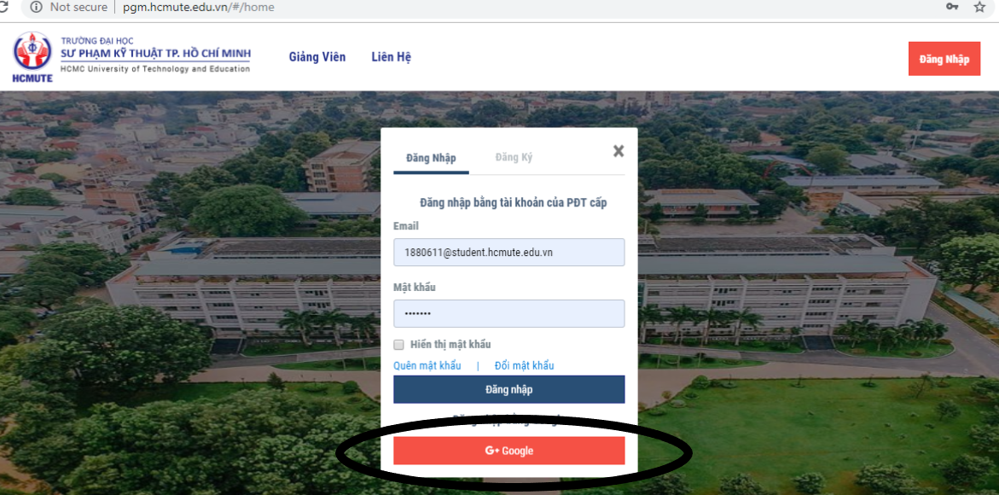 Not secure | pgm.hcmute.edu.vn/#/home
TRƯỜNG ĐẠI HỌC
SƯ PHẠM KỸ THUẬT TP. HỒ CHÍ MINH
HCMC University of Technology and Education
HCMUTE
Giảng Viên
Liên Hệ
Đăng Nhập
Đăng Nhập
Đăng Ký
Đăng nhập bằng tài khoản của PĐT cấp
Email
1880611@student.hcmute.edu.vn
Mật khẩu
•••••••
Hiển thị mật khẩu
Quên mật khẩu | Đổi mật khẩu
Đăng nhập
G+ Google